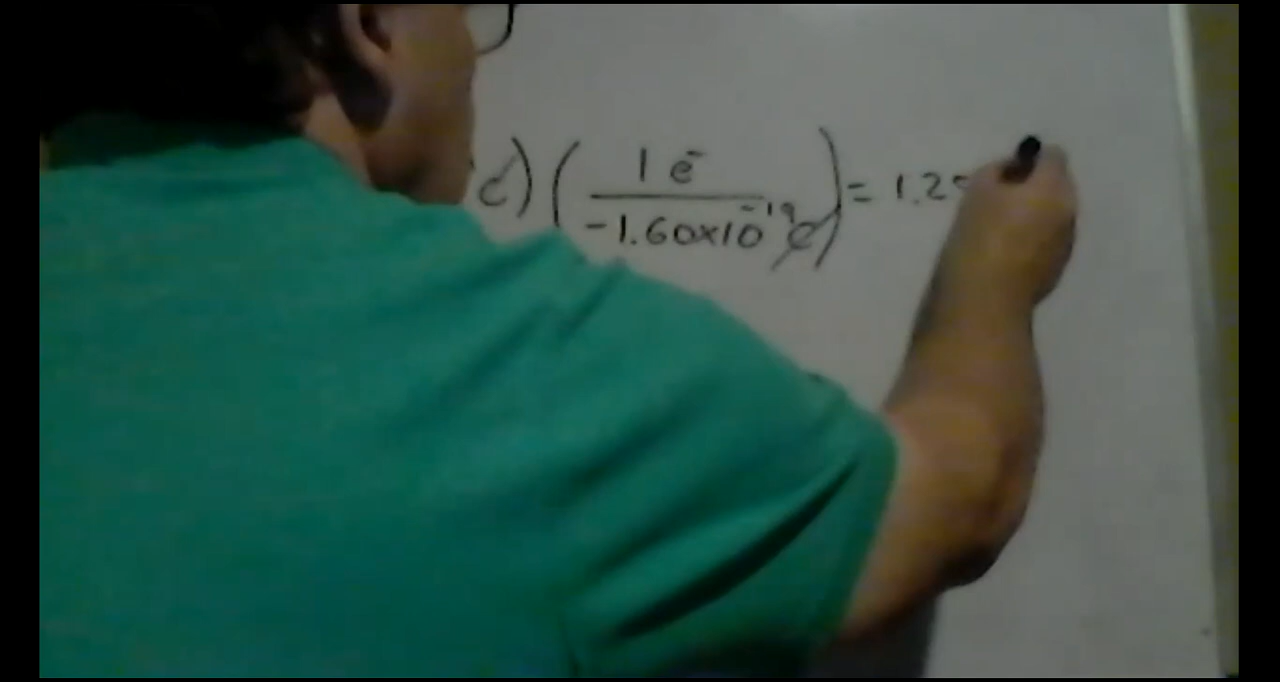 c) ( 1 e⁻ / -1.60x10⁻¹⁹ c ) = 1.2